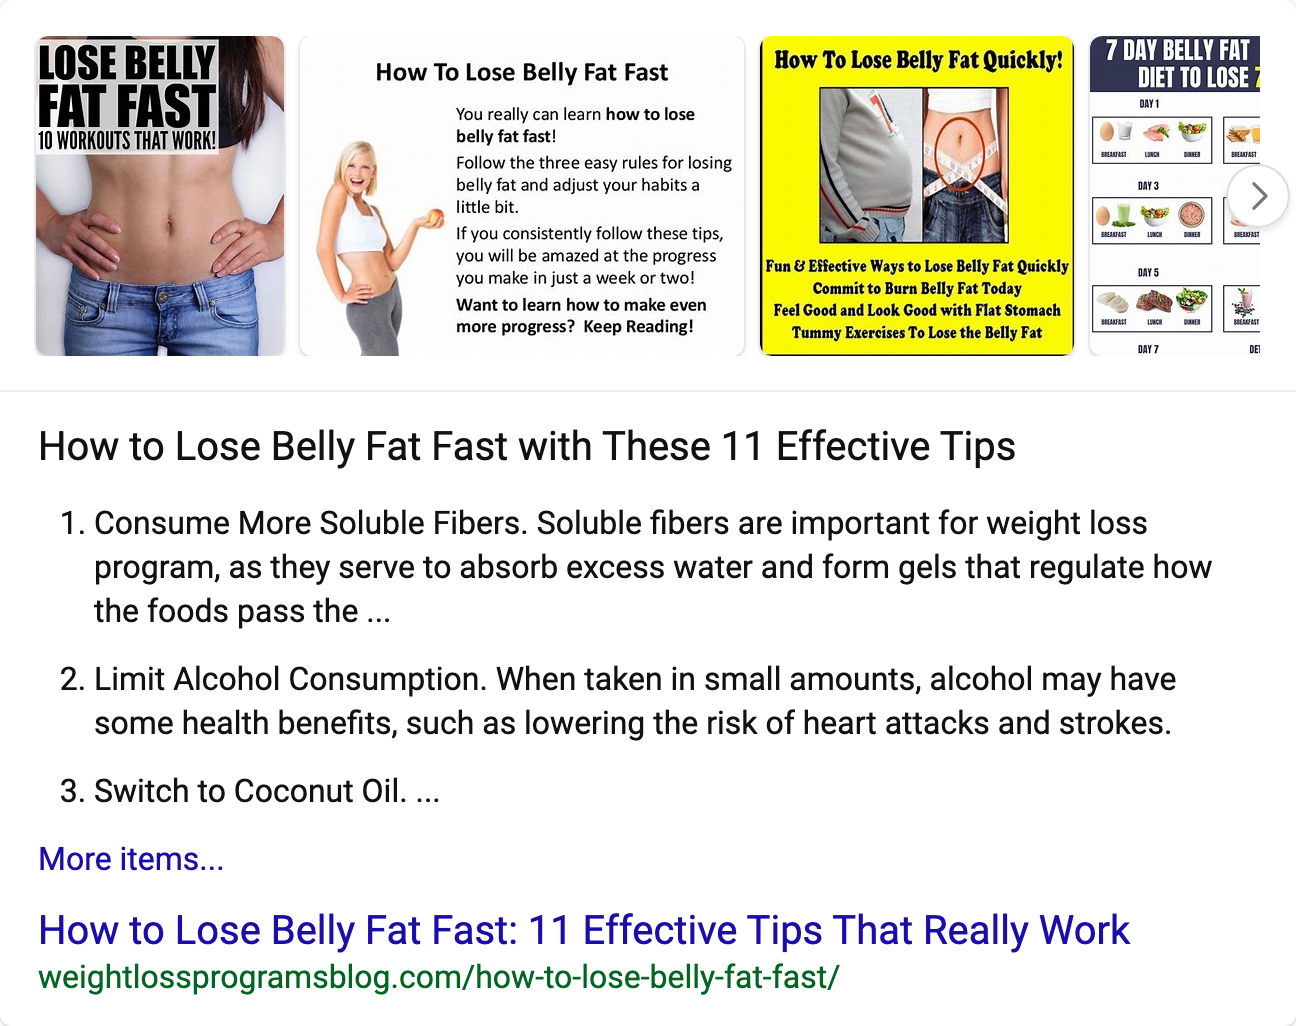 LOSE BELLY
FAT FAST
10 WORKOUTS THAT WORK!
How To Lose Belly Fat Fast
You really can learn how to lose
belly fat fast!
Follow the three easy rules for losing
belly fat and adjust your habits a
little bit.
If you consistently follow these tips,
you will be amazed at the progress
you make in just a week or two!
Want to learn how to make even
more progress? Keep Reading!
How To Lose Belly Fat Quickly!
Fun & Effective Ways to Lose Belly Fat Quickly
Commit to Burn Belly Fat Today
Feel Good and Look Good with Flat Stomach
Tummy Exercises To Lose the Belly Fat
7 DAY BELLY FAT
DIET TO LOSE 7
DAY 1
BREAKFAST LUNCH DINNER BREAKFAST
DAY 3
BREAKFAST LUNCH DINNER BREAKFAST
DAY 5
BREAKFAST LUNCH DINNER BREAKFAST
DAY 7 DE
How to Lose Belly Fat Fast with These 11 Effective Tips
1. Consume More Soluble Fibers. Soluble fibers are important for weight loss
program, as they serve to absorb excess water and form gels that regulate how
the foods pass the ...
2. Limit Alcohol Consumption. When taken in small amounts, alcohol may have
some health benefits, such as lowering the risk of heart attacks and strokes.
3. Switch to Coconut Oil. ...
More items...
How to Lose Belly Fat Fast: 11 Effective Tips That Really Work
weightlossprogramsblog.com/how-to-lose-belly-fat-fast/